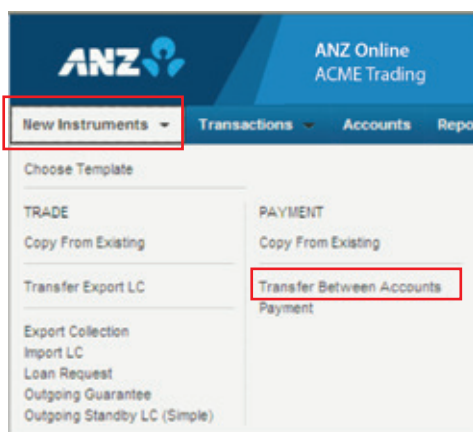 ANZ
ANZ Online
ACME Trading
New Instruments
Transactions
Accounts
Choose Template
TRADE
Copy From Existing
Transfer Export LC
Export Collection
Import LC
Loan Request
Outgoing Guarantee
Outgoing Standby LC (Simple)
PAYMENT
Copy From Existing
Transfer Between Accounts
Payment